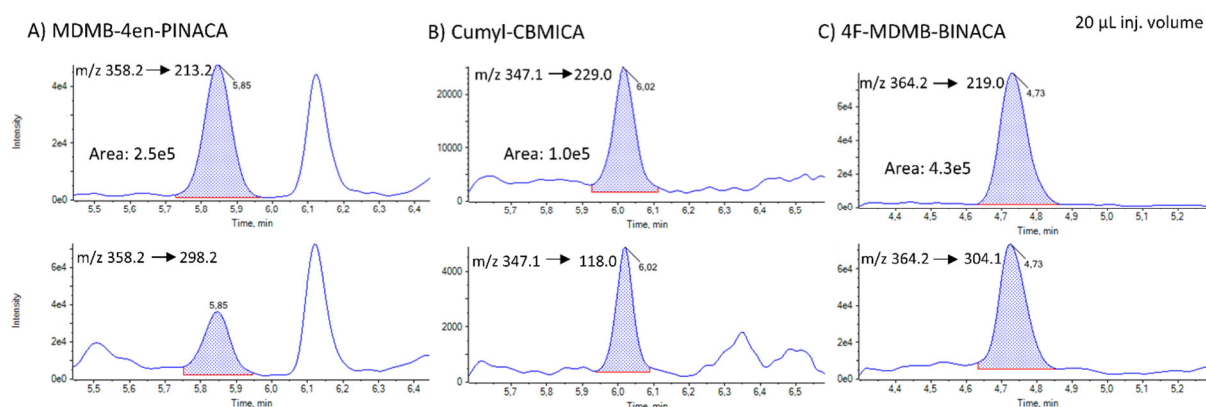 20 µL inj. volume
A) MDMB-4en-PINACA
m/z 358.2 → 213.2
5,85
Area: 2.5e5
Intensity
4e4
2e4
0e0
5,5 5,6 5,7 5,8 5,9 6,0 6,1 6,2 6,3 6,4
Time, min
m/z 358.2 → 298.2
5,85
Intensity
6e4
4e4
2e4
0e0
5,5 5,6 5,7 5,8 5,9 6,0 6,1 6,2 6,3 6,4
Time, min
B) Cumyl-CBMICA
m/z 347.1 → 229.0
6,02
Area: 1.0e5
20000
10000
0
5,7 5,8 5,9 6,0 6,1 6,2 6,3 6,4 6,5
Time, min
m/z 347.1 → 118.0
6,02
4000
2000
0
5,7 5,8 5,9 6,0 6,1 6,2 6,3 6,4 6,5
Time, min
C) 4F-MDMB-BINACA
m/z 364.2 → 219.0
4,73
Area: 4.3e5
6e4
4e4
2e4
0e0
4,4 4,5 4,6 4,7 4,8 4,9 5,0 5,1 5,2
Time, min
m/z 364.2 → 304.1
4,73
6e4
4e4
2e4
0e0
4,4 4,5 4,6 4,7 4,8 4,9 5,0 5,1 5,2
Time, min